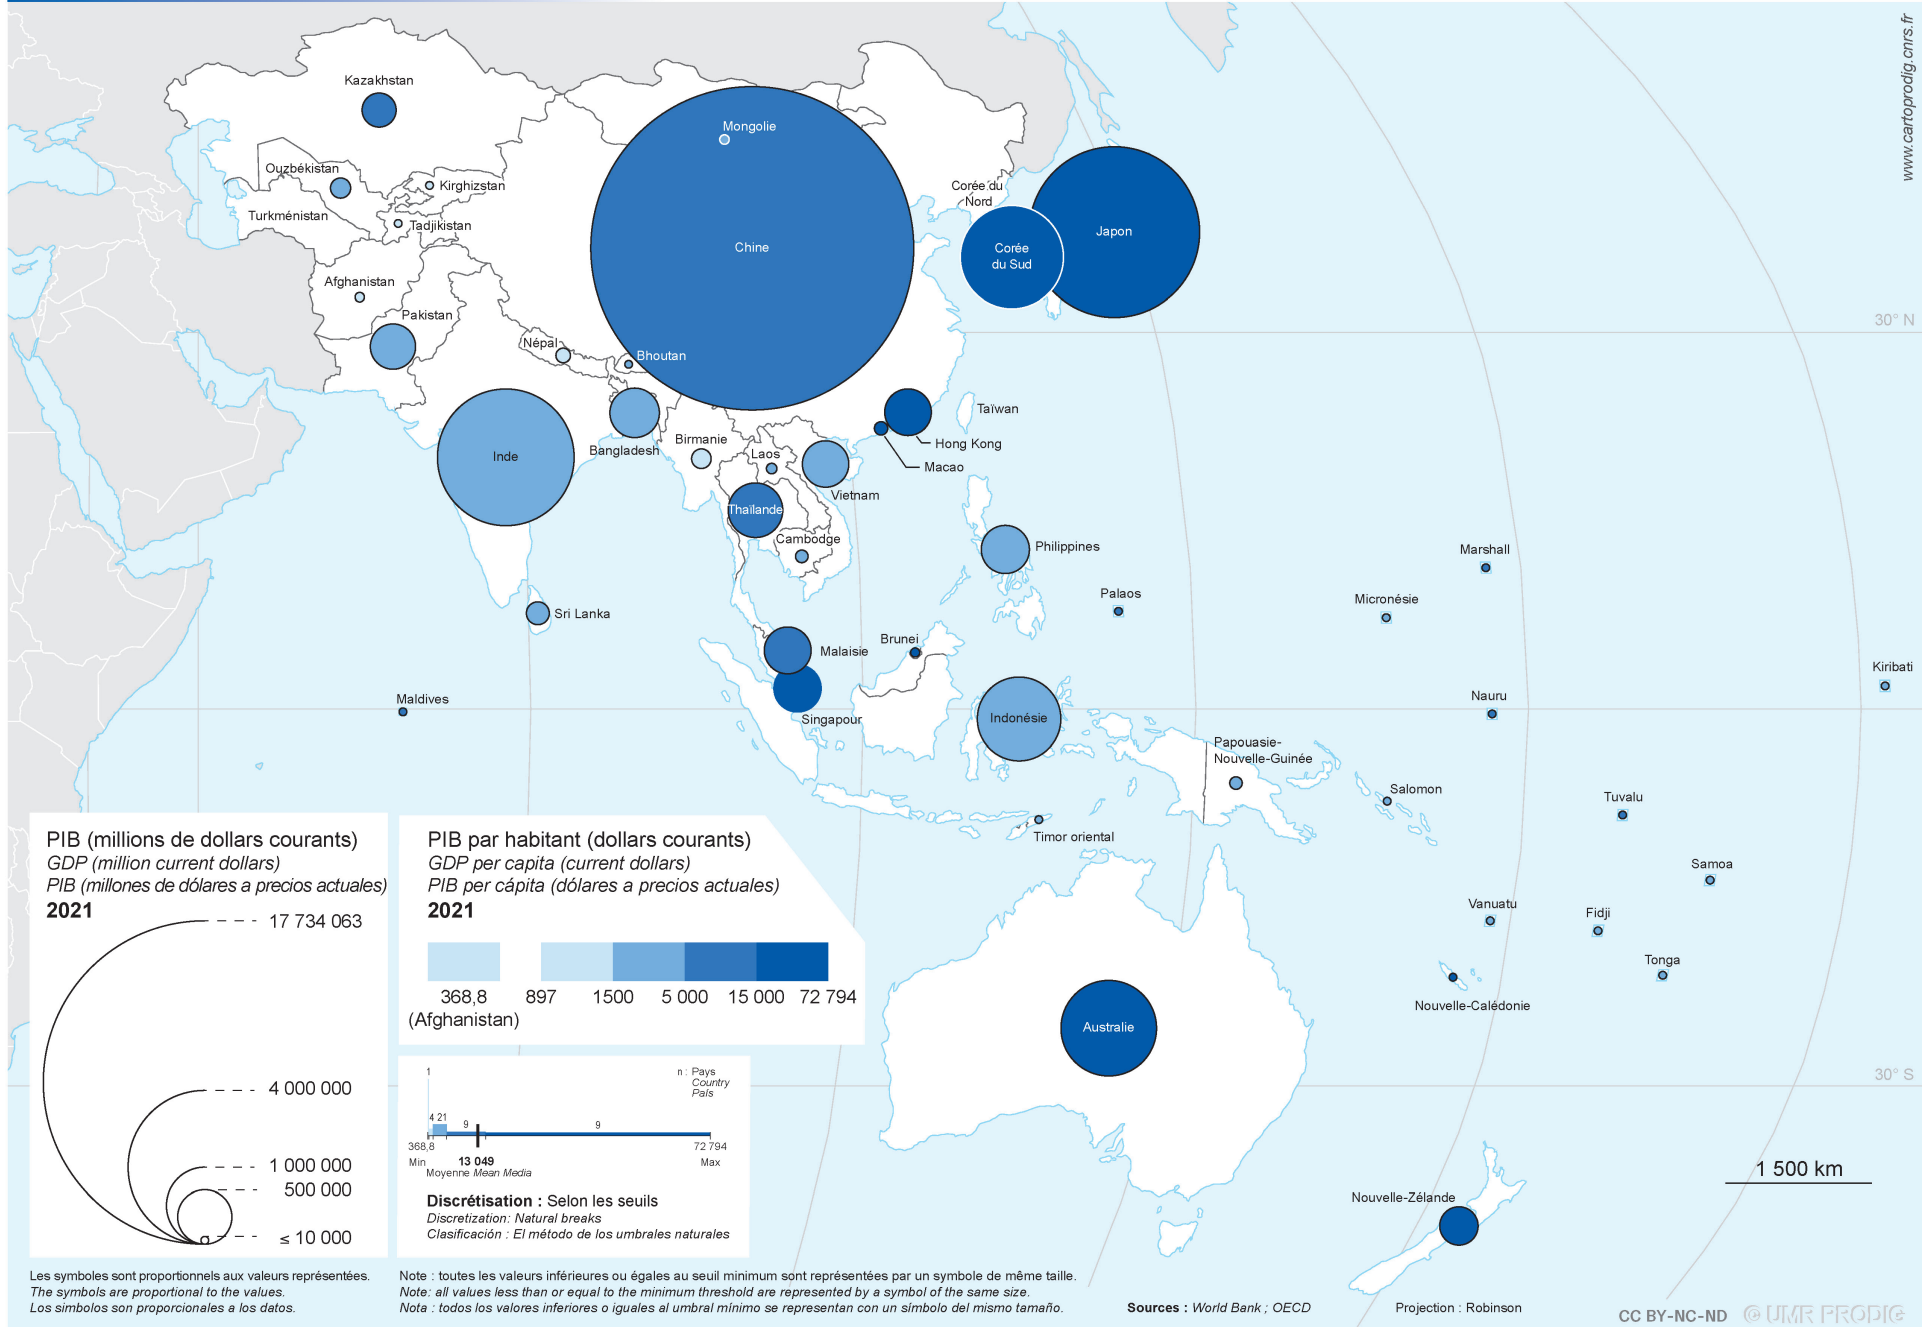 www.cartoprodig.cnrs.fr
Kazakhstan
Mongolie
Ouzbékistan
Kirghizstan
Corée du
Nord
Turkménistan
Tadjikistan
Japon
Chine
Corée
du Sud
Afghanistan
Pakistan
30° N
Népal
Bhoutan
Taïwan
Birmanie
Hong Kong
Bangladesh
Inde
Laos
Macao
Vietnam
Thaïlande
Cambodge
Philippines
Marshall
Palaos
Micronésie
Sri Lanka
Brunei
Malaisie
Kiribati
Maldives
Nauru
Singapour
Indonésie
Papouasie-
Nouvelle-Guinée
Salomon
Tuvalu
Timor oriental
Samoa
Vanuatu
Fidji
Tonga
Nouvelle-Calédonie
Australie
30° S
1 500 km
Nouvelle-Zélande
PIB (millions de dollars courants)
GDP (million current dollars)
PIB (millones de dólares a precios actuales)
2021
17 734 063
4 000 000
1 000 000
500 000
≤ 10 000
PIB par habitant (dollars courants)
GDP per capita (current dollars)
PIB per cápita (dólares a precios actuales)
2021
368,8 897 1500 5 000 15 000 72 794
(Afghanistan)
1
n : Pays
Country
País
4 21 9 9
368,8 72 794
Min 13 049 Max
Moyenne Mean Media
Discrétisation : Selon les seuils
Discretization: Natural breaks
Clasificación : El método de los umbrales naturales
Les symboles sont proportionnels aux valeurs représentées.
The symbols are proportional to the values.
Los simbolos son proporcionales a los datos.
Note : toutes les valeurs inférieures ou égales au seuil minimum sont représentées par un symbole de même taille.
Note: all values less than or equal to the minimum threshold are represented by a symbol of the same size.
Nota : todos los valores inferiores o iguales al umbral mínimo se representan con un símbolo del mismo tamaño.
Sources : World Bank ; OECD
Projection : Robinson
CC BY-NC-ND © UMR PRODIG